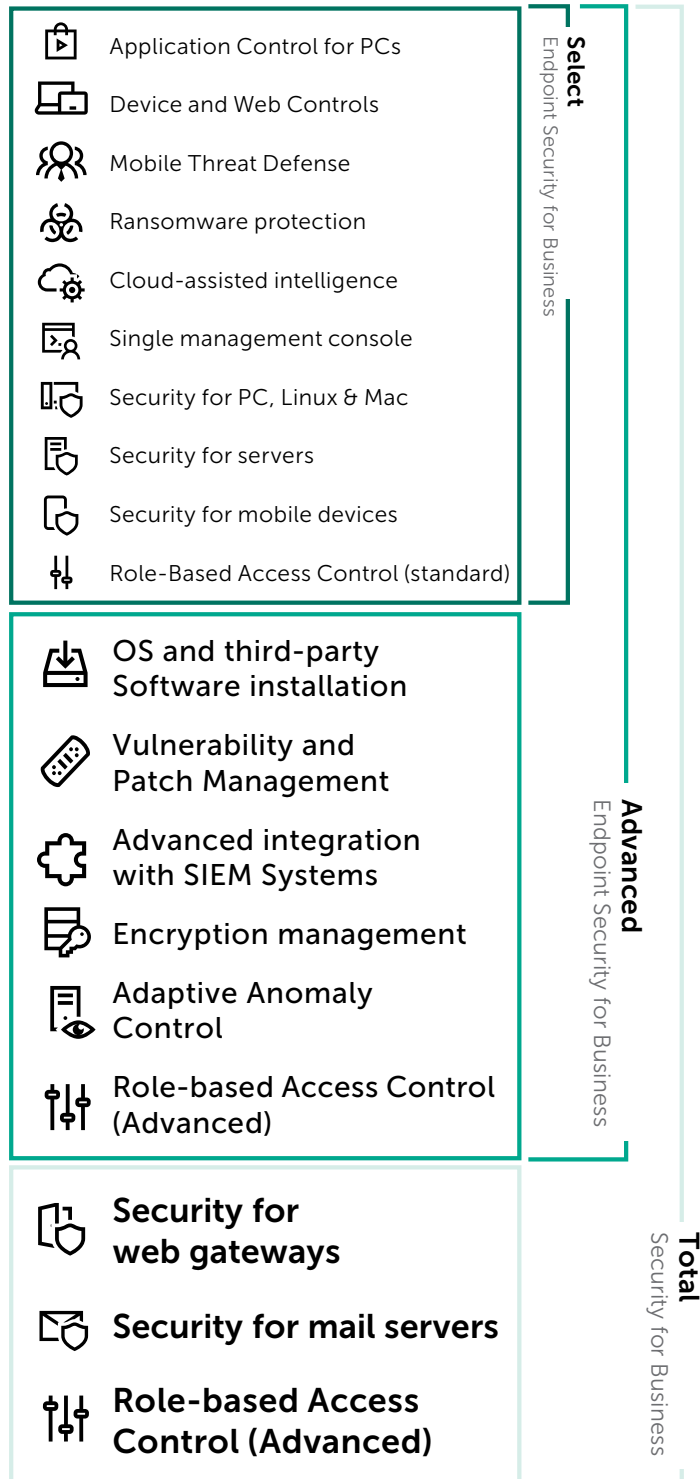 Application Control for PCs
Device and Web Controls
Mobile Threat Defense
Ransomware protection
Cloud-assisted intelligence
Single management console
Security for PC, Linux & Mac
Security for servers
Security for mobile devices
Role-Based Access Control (standard)
Select
Endpoint Security for Business
OS and third-party
Software installation
Vulnerability and
Patch Management
Advanced integration
with SIEM Systems
Encryption management
Adaptive Anomaly
Control
Role-based Access Control
(Advanced)
Advanced
Endpoint Security for Business
Security for
web gateways
Security for mail servers
Role-based Access
Control (Advanced)
Total
Security for Business